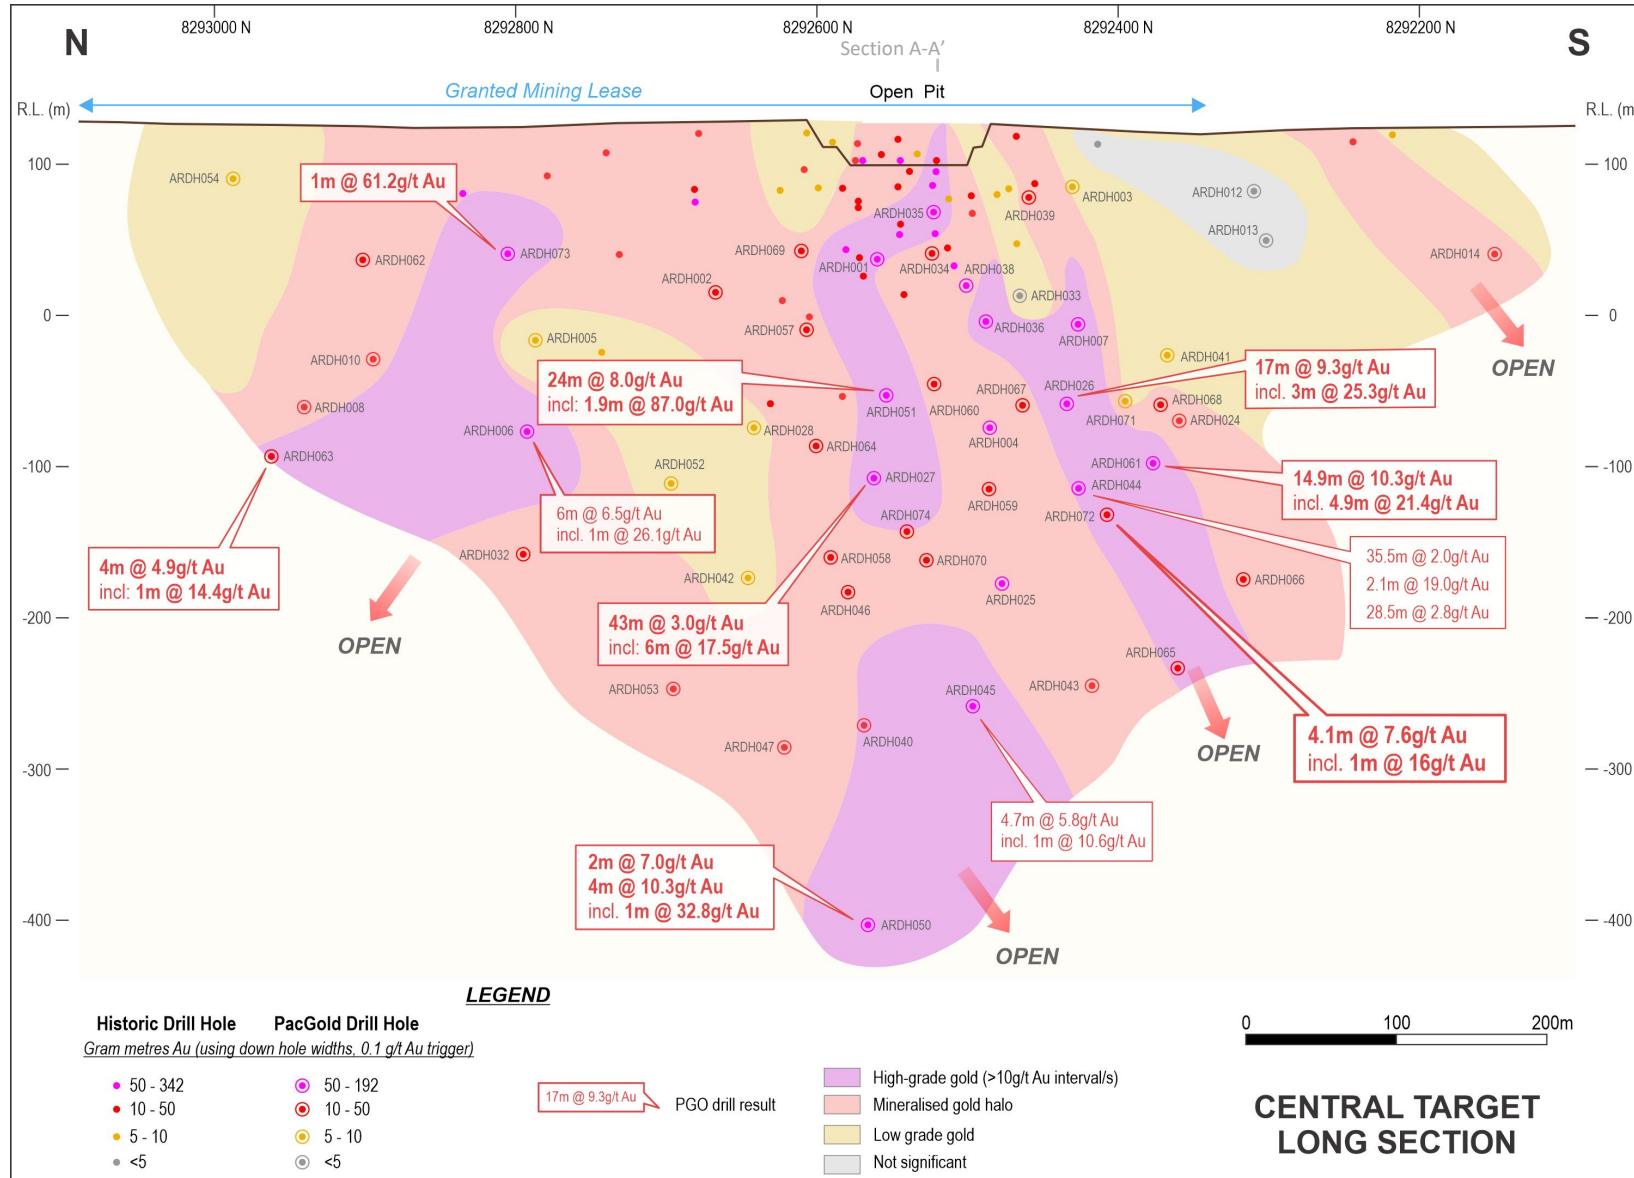 8293000 N
8292800 N
8292600 N
8292400 N
8292200 N
N
S
Section A-A'
Granted Mining Lease
Open Pit
R.L. (m)
R.L. (m
100
100
0
0
-100
-100
-200
-200
-300
-300
-400
-400
ARDH054
1m @ 61.2g/t Au
ARDH073
ARDH062
ARDH069
ARDH002
ARDH035
ARDH001
ARDH034
ARDH038
ARDH039
ARDH003
ARDH012
ARDH013
ARDH014
ARDH033
ARDH036
ARDH007
ARDH057
ARDH005
ARDH010
ARDH008
ARDH041
OPEN
24m @ 8.0g/t Au
incl: 1.9m @ 87.0g/t Au
17m @ 9.3g/t Au
incl. 3m @ 25.3g/t Au
ARDH051
ARDH060
ARDH067
ARDH026
ARDH068
ARDH071
ARDH024
ARDH006
ARDH028
ARDH064
ARDH004
ARDH063
ARDH052
ARDH027
ARDH061
ARDH044
ARDH059
ARDH072
14.9m @ 10.3g/t Au
incl. 4.9m @ 21.4g/t Au
6m @ 6.5g/t Au
incl. 1m @ 26.1g/t Au
ARDH074
ARDH032
ARDH058
ARDH070
ARDH042
ARDH046
ARDH025
ARDH066
4m @ 4.9g/t Au
incl: 1m @ 14.4g/t Au
35.5m @ 2.0g/t Au
2.1m @ 19.0g/t Au
28.5m @ 2.8g/t Au
OPEN
43m @ 3.0g/t Au
incl: 6m @ 17.5g/t Au
ARDH065
ARDH053
ARDH045
ARDH043
ARDH047
ARDH040
OPEN
4.1m @ 7.6g/t Au
incl. 1m @ 16g/t Au
4.7m @ 5.8g/t Au
incl. 1m @ 10.6g/t Au
2m @ 7.0g/t Au
4m @ 10.3g/t Au
incl. 1m @ 32.8g/t Au
ARDH050
OPEN
LEGEND
Historic Drill Hole
PacGold Drill Hole
Gram metres Au (using down hole widths, 0.1 g/t Au trigger)
50 - 342
50 - 192
10 - 50
10 - 50
5 - 10
5 - 10
<5
<5
17m @ 9.3g/t Au
PGO drill result
High-grade gold (>10g/t Au interval/s)
Mineralised gold halo
Low grade gold
Not significant
0
100
200m
CENTRAL TARGET
LONG SECTION